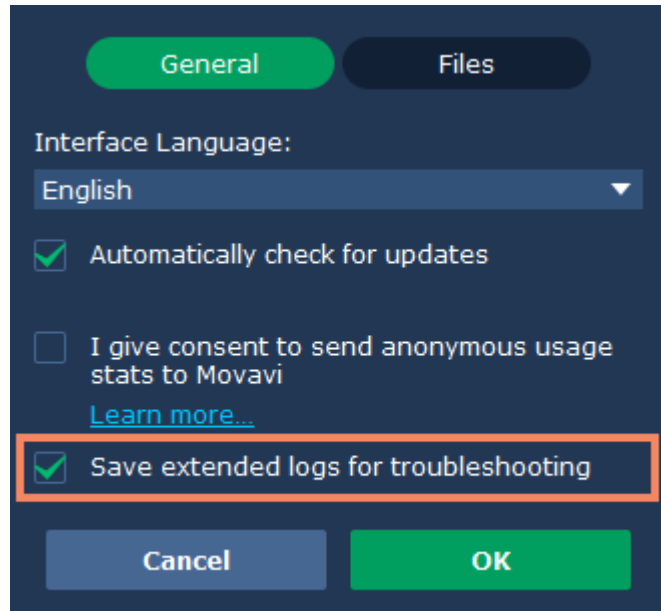 General
Files
Interface Language:
English
Automatically check for updates
I give consent to send anonymous usage
stats to Movavi
Learn more...
Save extended logs for troubleshooting
Cancel
OK